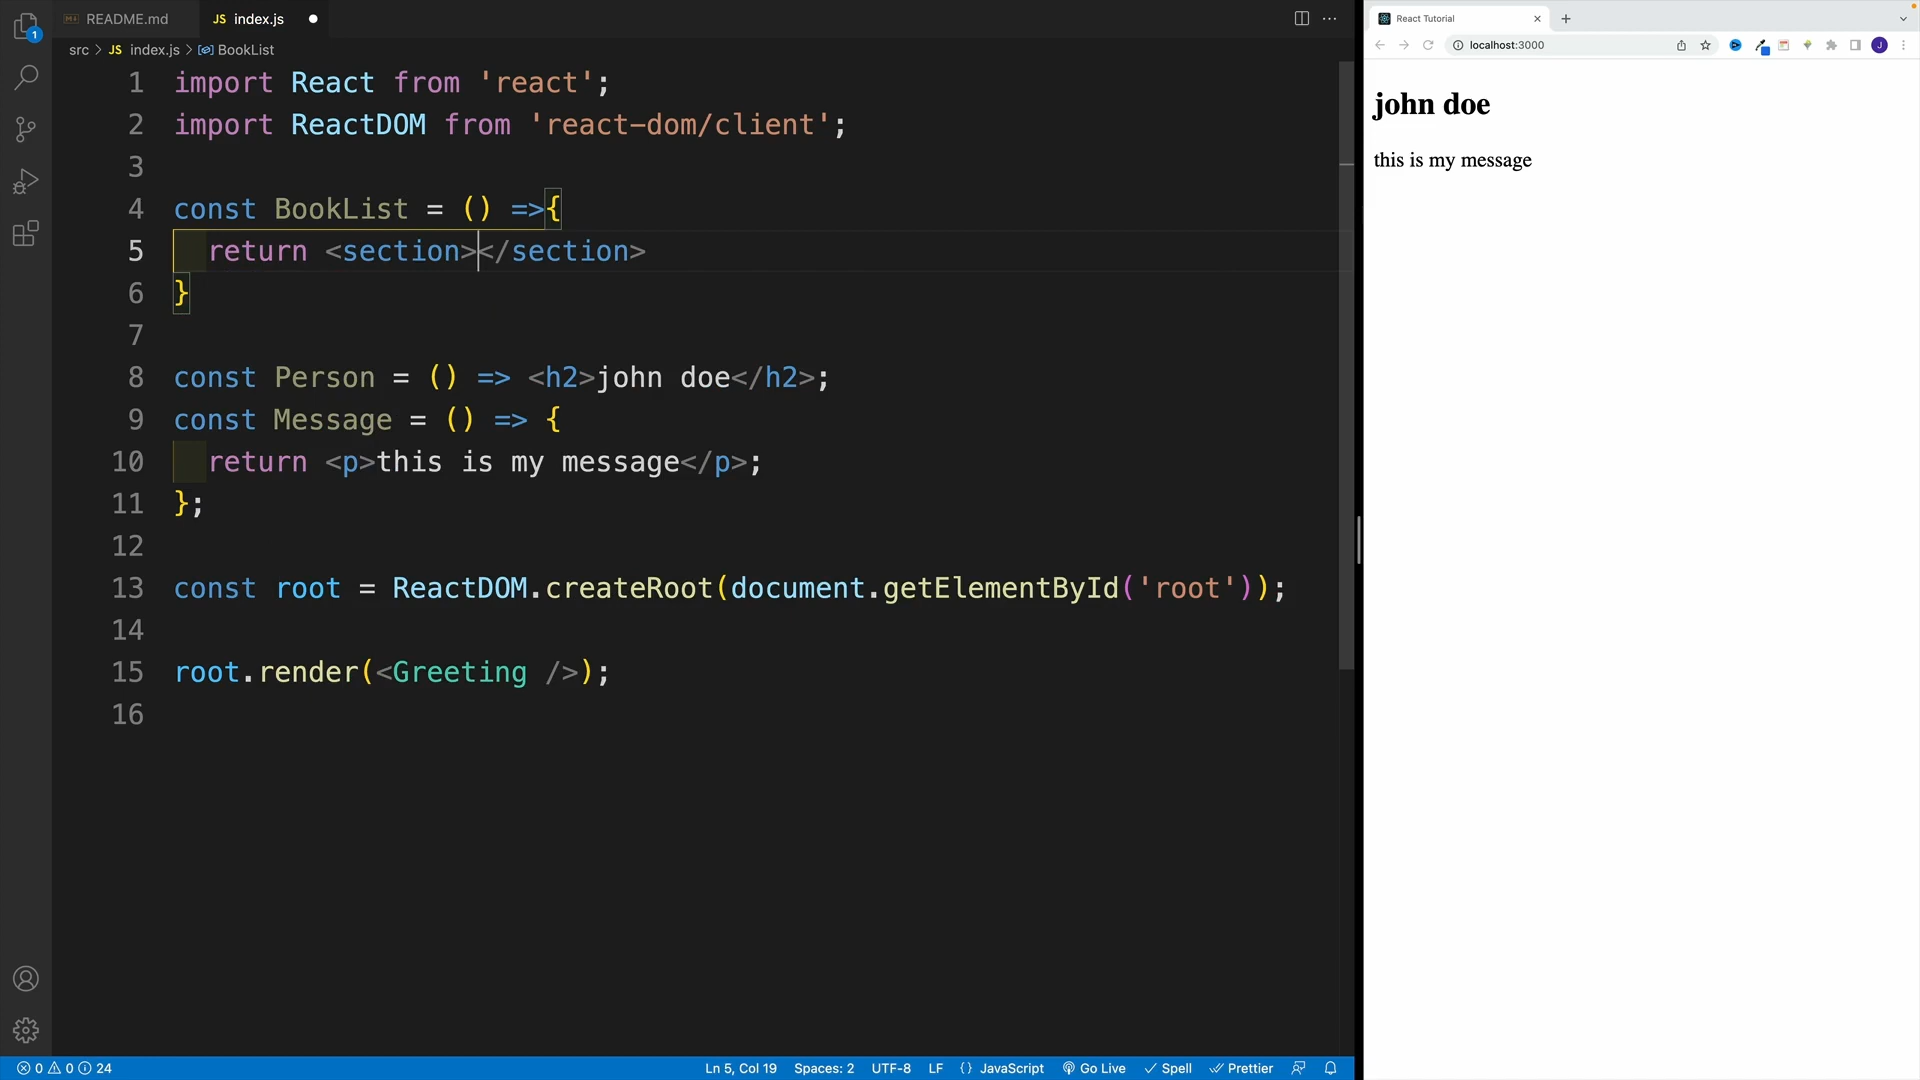 README.md
JS index.js
src > JS index.js > BookList
1 import React from 'react';
2 import ReactDOM from 'react-dom/client';
3
4 const BookList = () =>{
5 return <section></section>
6 }
7
8 const Person = () => <h2>john doe</h2>;
9 const Message = () => {
10 return <p>this is my message</p>;
11 };
12
13 const root = ReactDOM.createRoot(document.getElementById('root'));
14
15 root.render(<Greeting />);
16
1
0 0 24
Ln 5, Col 19 Spaces: 2 UTF-8 LF {} JavaScript Go Live Spell Prettier
React Tutorial
localhost:3000
J
john doe
this is my message